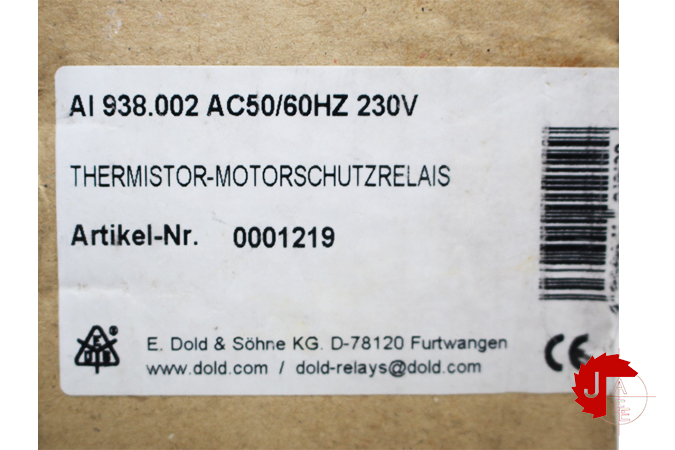 AI 938.002 AC50/60HZ 230V
THERMISTOR-MOTORSCHUTZRELAIS
Artikel-Nr. 0001219
E. Dold & Söhne KG. D-78120 Furtwangen
www.dold.com / dold-relays@dold.com
E
DLD
®
CE
J
A